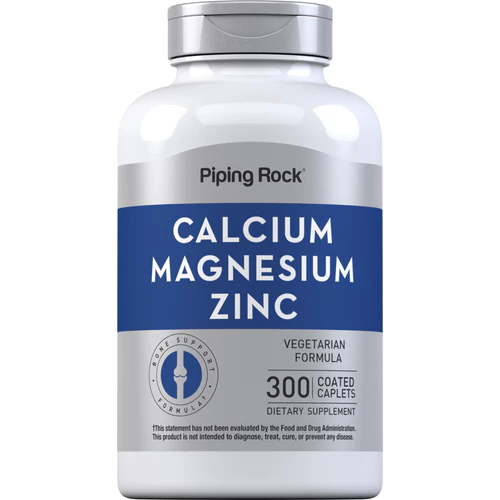 Piping Rock®
CALCIUM
MAGNESIUM
ZINC
BONE SUPPORT
FORMULA†
VEGETARIAN
FORMULA
300 COATED
CAPLETS
DIETARY SUPPLEMENT
†This statement has not been evaluated by the Food and Drug Administration.
This product is not intended to diagnose, treat, cure, or prevent any disease.